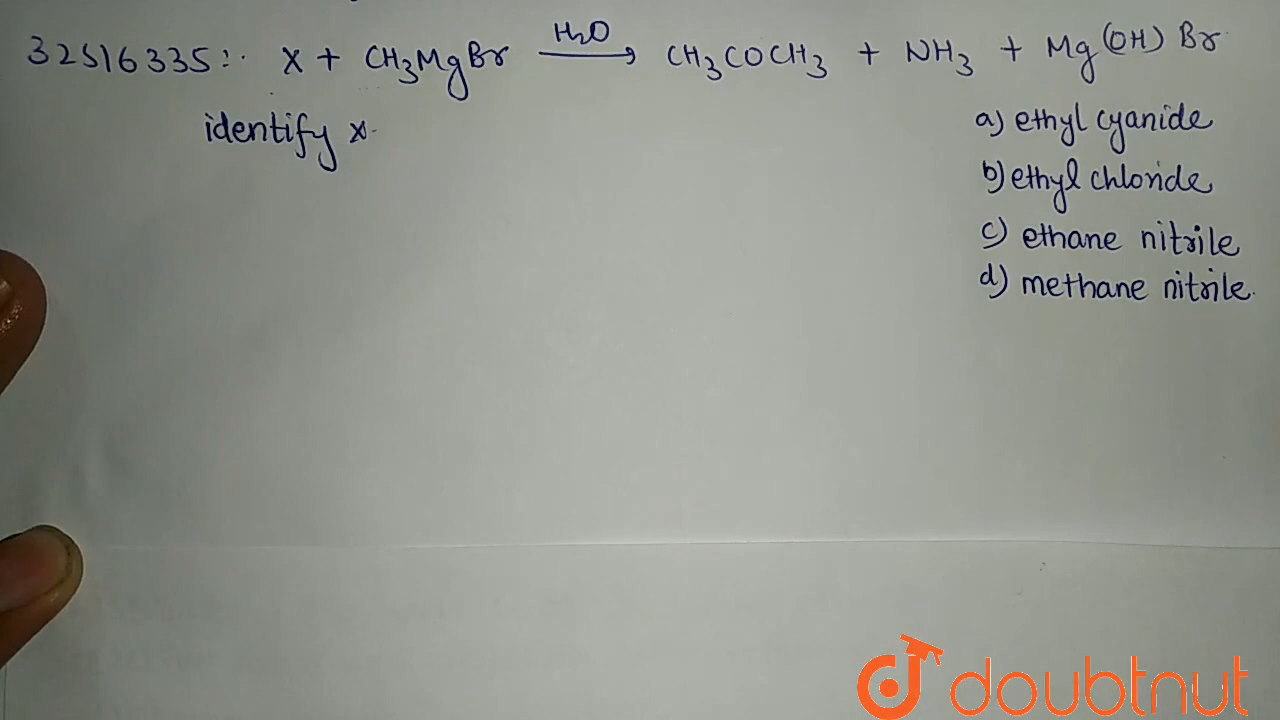 32516335:- X + CH3MgBr H2O → CH3COCH3 + NH3 + Mg(OH) Br
identify x.
a) ethyl cyanide
b) ethyl chloride
c) ethane nitrile
d) methane nitrile.
doubtnut